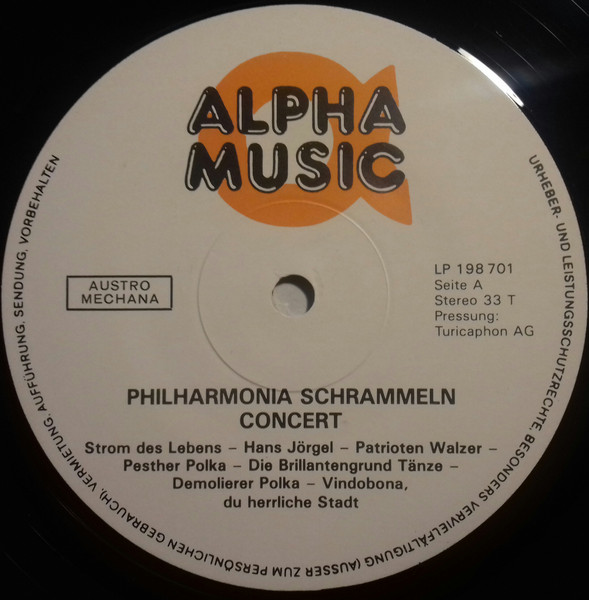 ALPHA
MUSIC
AUSTRO
MECHANA
LP 198 701
Seite A
Stereo 33 T
Pressung:
Turicaphon AG
PHILHARMONIA SCHRAMMELN
CONCERT
Strom des Lebens – Hans Jörgel – Patrioten Walzer –
Pesther Polka – Die Brillantengrund Tänze –
Demolierer Polka – Vindobona,
du herrliche Stadt
URHEBER- UND LEISTUNGSSCHUTZRECHTE, BESONDERS VERVIELFÄLTIGUNG (AUSSER ZUM PERSÖNLICHEN GEBRAUCH), VERMIETUNG, AUFFÜHRUNG, SENDUNG, VORBEHALTEN